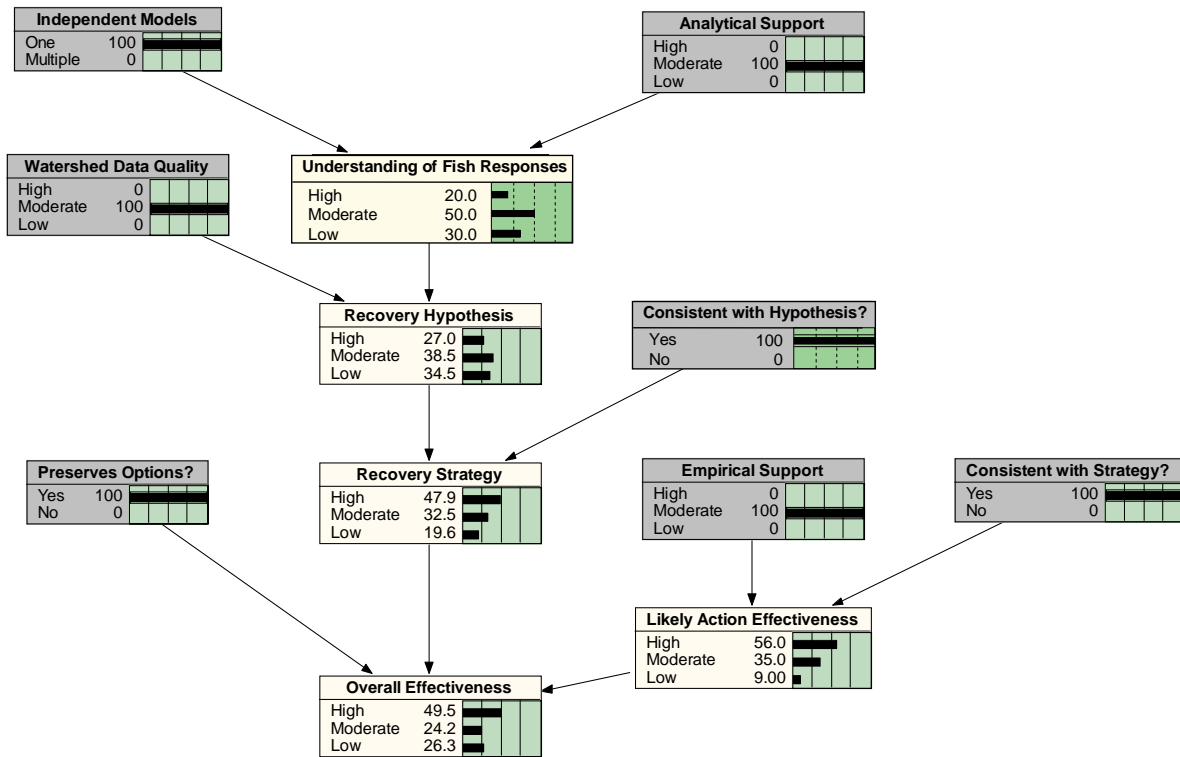 Independent Models
One 100
Multiple 0
Analytical Support
High 0
Moderate 100
Low 0
Watershed Data Quality
High 0
Moderate 100
Low 0
Understanding of Fish Responses
High 20.0
Moderate 50.0
Low 30.0
Recovery Hypothesis
High 27.0
Moderate 38.5
Low 34.5
Consistent with Hypothesis?
Yes 100
No 0
Preserves Options?
Yes 100
No 0
Recovery Strategy
High 47.9
Moderate 32.5
Low 19.6
Empirical Support
High 0
Moderate 100
Low 0
Consistent with Strategy?
Yes 100
No 0
Likely Action Effectiveness
High 56.0
Moderate 35.0
Low 9.00
Overall Effectiveness
High 49.5
Moderate 24.2
Low 26.3